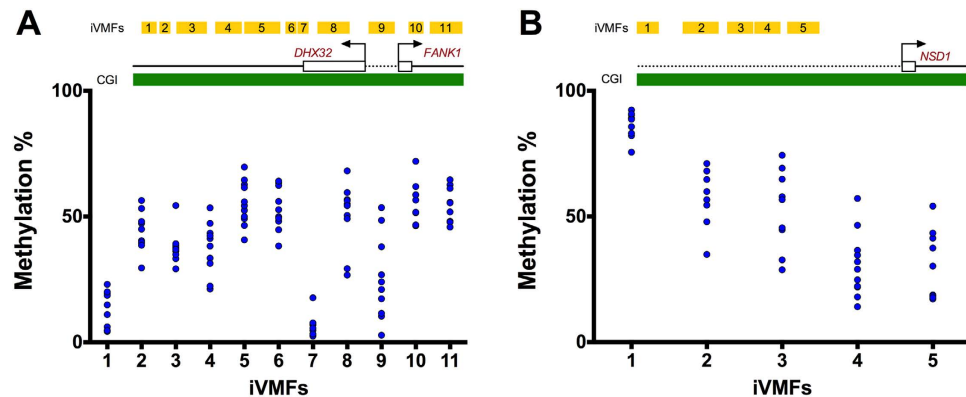 A
iVMFs 1 2 3 4 5 6 7 8 9 10 11
DHX32 FANK1
CGI
100
50
0
Methylation %
1 2 3 4 5 6 7 8 9 10 11
iVMFs
B
iVMFs 1 2 3 4 5
NSD1
CGI
100
50
0
Methylation %
1 2 3 4 5
iVMFs